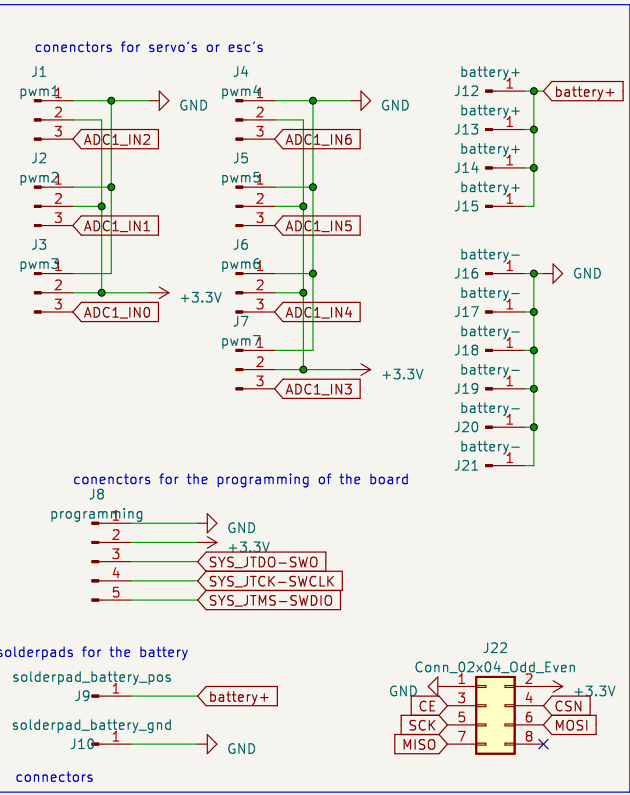 conenctors for servo's or esc's
J1
pwm1
1
GND
2
3
ADC1_IN2
J2
pwm2
1
2
3
ADC1_IN1
J3
pwm3
1
2
+3.3V
3
ADC1_IN0
J4
pwm4
1
GND
2
3
ADC1_IN6
J5
pwm5
1
2
3
ADC1_IN5
J6
pwm6
1
2
3
ADC1_IN4
J7
pwm7
1
2
+3.3V
3
ADC1_IN3
battery+
J12
1
battery+
battery+
J13
1
battery+
J14
1
battery+
J15
1
battery-
J16
1
GND
battery-
J17
1
battery-
J18
1
battery-
J19
1
battery-
J20
1
battery-
J21
1
conenctors for the programming of the board
J8
programming
1
GND
2
+3.3V
3
SYS_JTDO-SWO
4
SYS_JTCK-SWCLK
5
SYS_JTMS-SWDIO
solderpads for the battery
solderpad_battery_pos
J9
1
battery+
solderpad_battery_gnd
J10
1
GND
J22
Conn_02x04_Odd_Even
GND
1
2
+3.3V
CE
3
4
CSN
SCK
5
6
MOSI
MISO
7
8
connectors